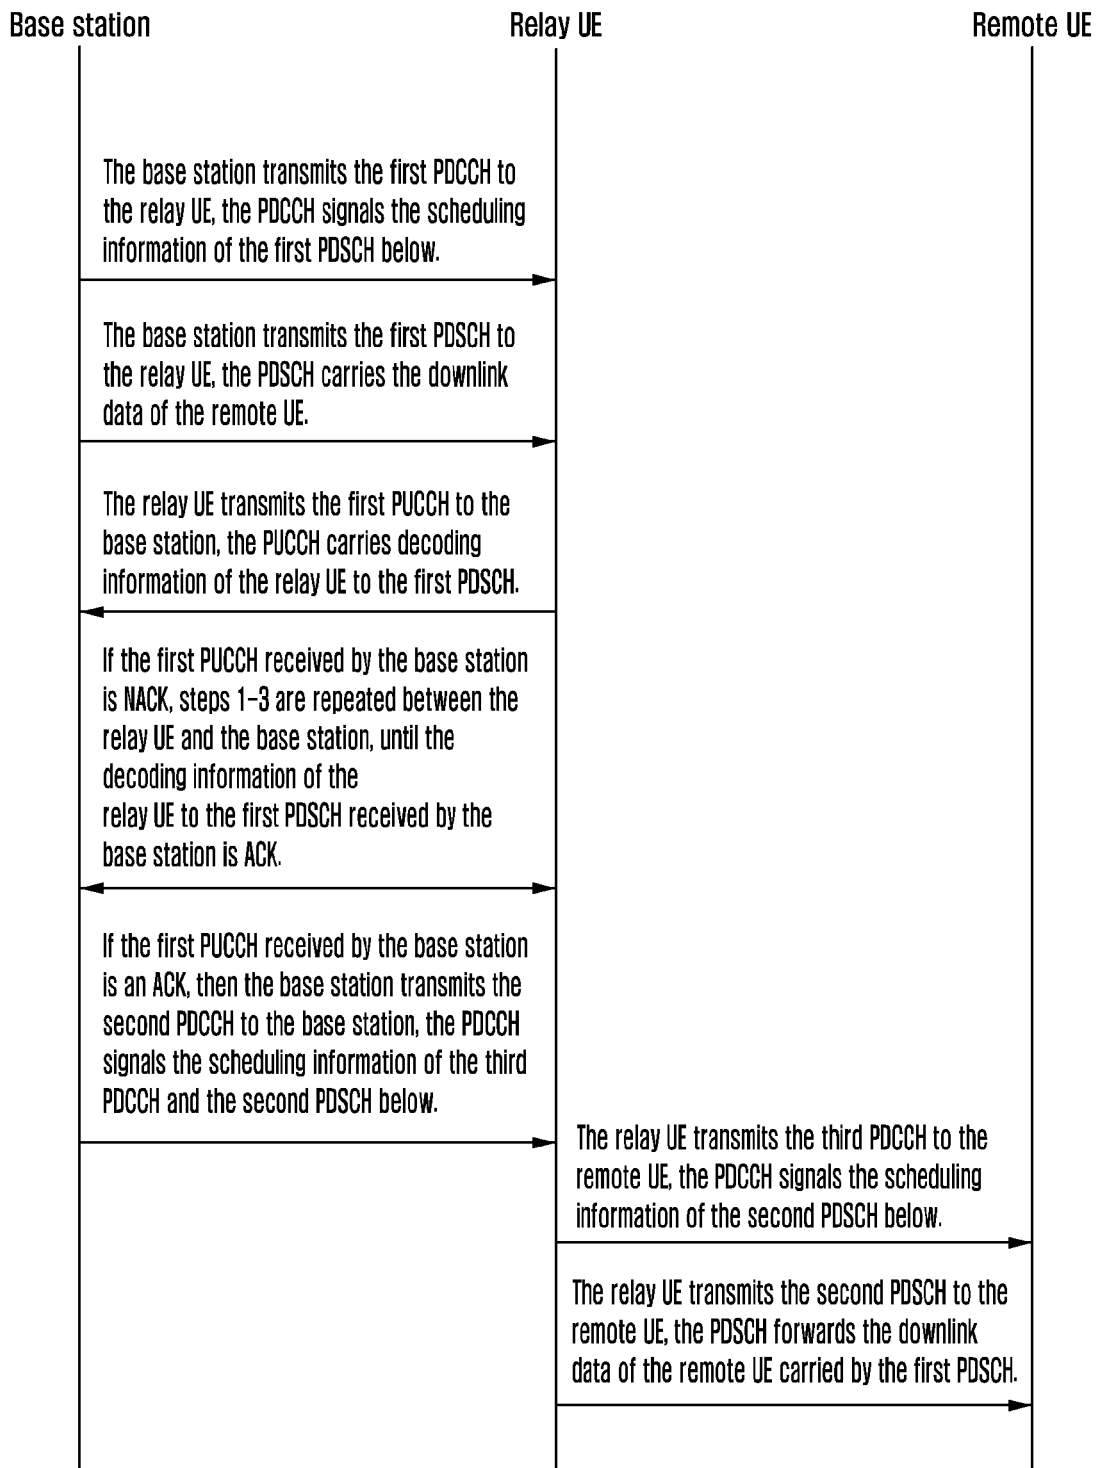 Base station
Relay UE
Remote UE
The base station transmits the first PDCCH to
the relay UE, the PDCCH signals the scheduling
information of the first PDSCH below.
The base station transmits the first PDSCH to
the relay UE, the PDSCH carries the downlink
data of the remote UE.
The relay UE transmits the first PUCCH to the
base station, the PUCCH carries decoding
information of the relay UE to the first PDSCH.
If the first PUCCH received by the base station
is NACK, steps 1-3 are repeated between the
relay UE and the base station, until the
decoding information of the
relay UE to the first PDSCH received by the
base station is ACK.
If the first PUCCH received by the base station
is an ACK, then the base station transmits the
second PDCCH to the base station, the PDCCH
signals the scheduling information of the third
PDCCH and the second PDSCH below.
The relay UE transmits the third PDCCH to the
remote UE, the PDCCH signals the scheduling
information of the second PDSCH below.
The relay UE transmits the second PDSCH to the
remote UE, the PDSCH forwards the downlink
data of the remote UE carried by the first PDSCH.